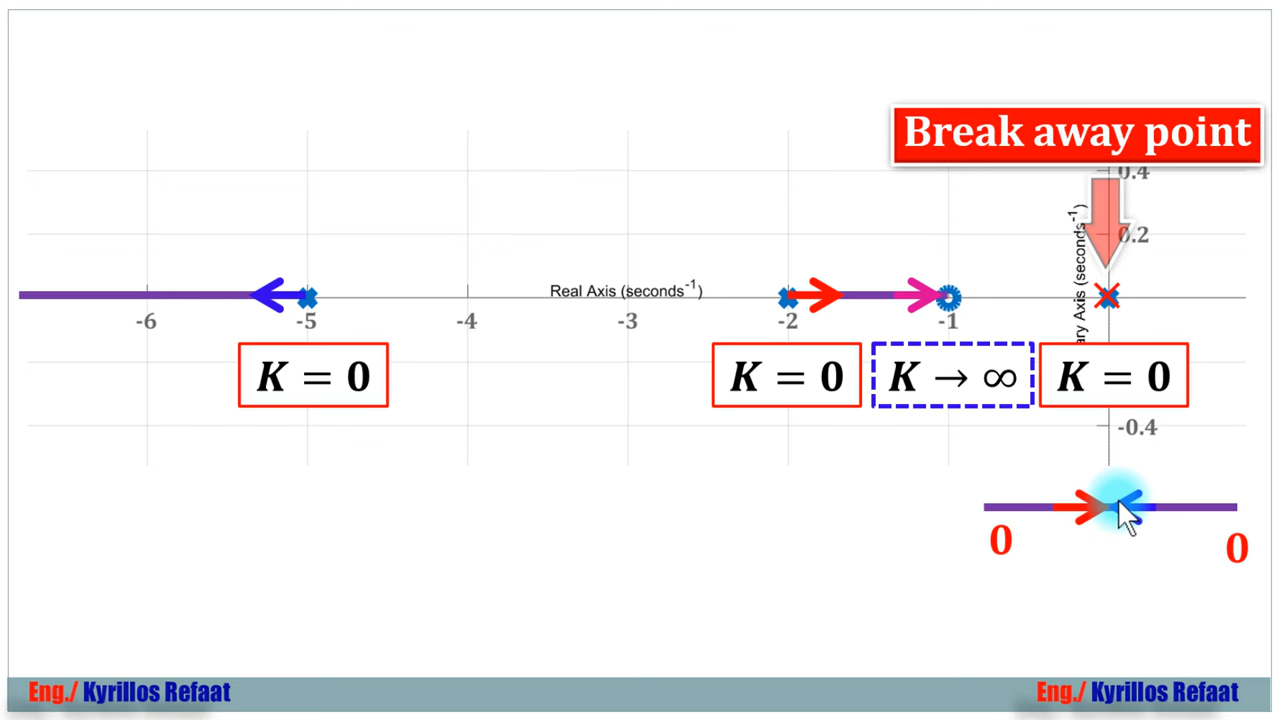 Break away point
0.4
0.2
Real Axis (seconds⁻¹)
ary Axis (seconds⁻¹)
-6
-5
-4
-3
-2
-1
K = 0
K = 0
K → ∞
K = 0
-0.4
0
0
Eng./ Kyrillos Refaat
Eng./ Kyrillos Refaat